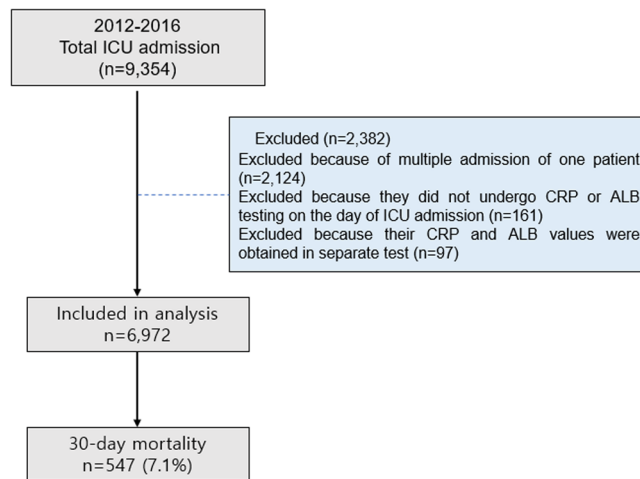 2012-2016
Total ICU admission
(n=9,354)
Excluded (n=2,382)
Excluded because of multiple admission of one patient
(n=2,124)
Excluded because they did not undergo CRP or ALB
testing on the day of ICU admission (n=161)
Excluded because their CRP and ALB values were
obtained in separate test (n=97)
Included in analysis
n=6,972
30-day mortality
n=547 (7.1%)